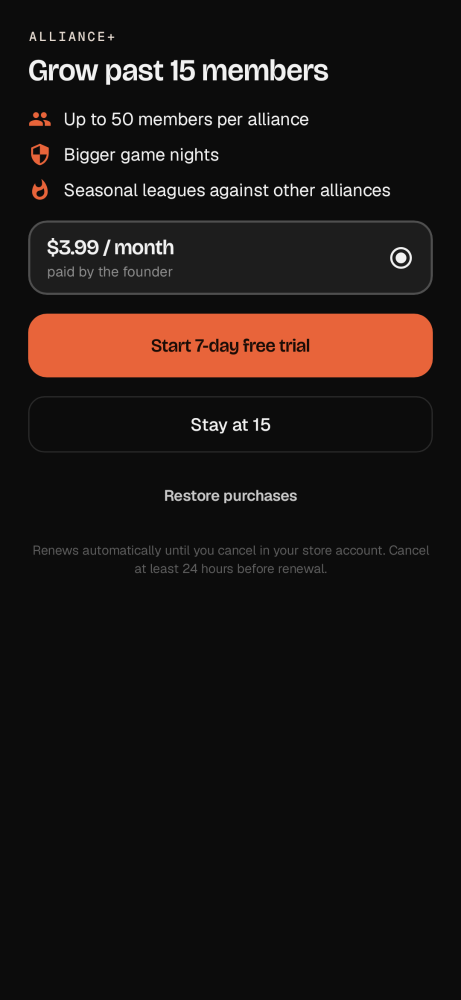 ALLIANCE+
Grow past 15 members
Up to 50 members per alliance
Bigger game nights
Seasonal leagues against other alliances
$3.99 / month
paid by the founder
Start 7-day free trial
Stay at 15
Restore purchases
Renews automatically until you cancel in your store account. Cancel
at least 24 hours before renewal.